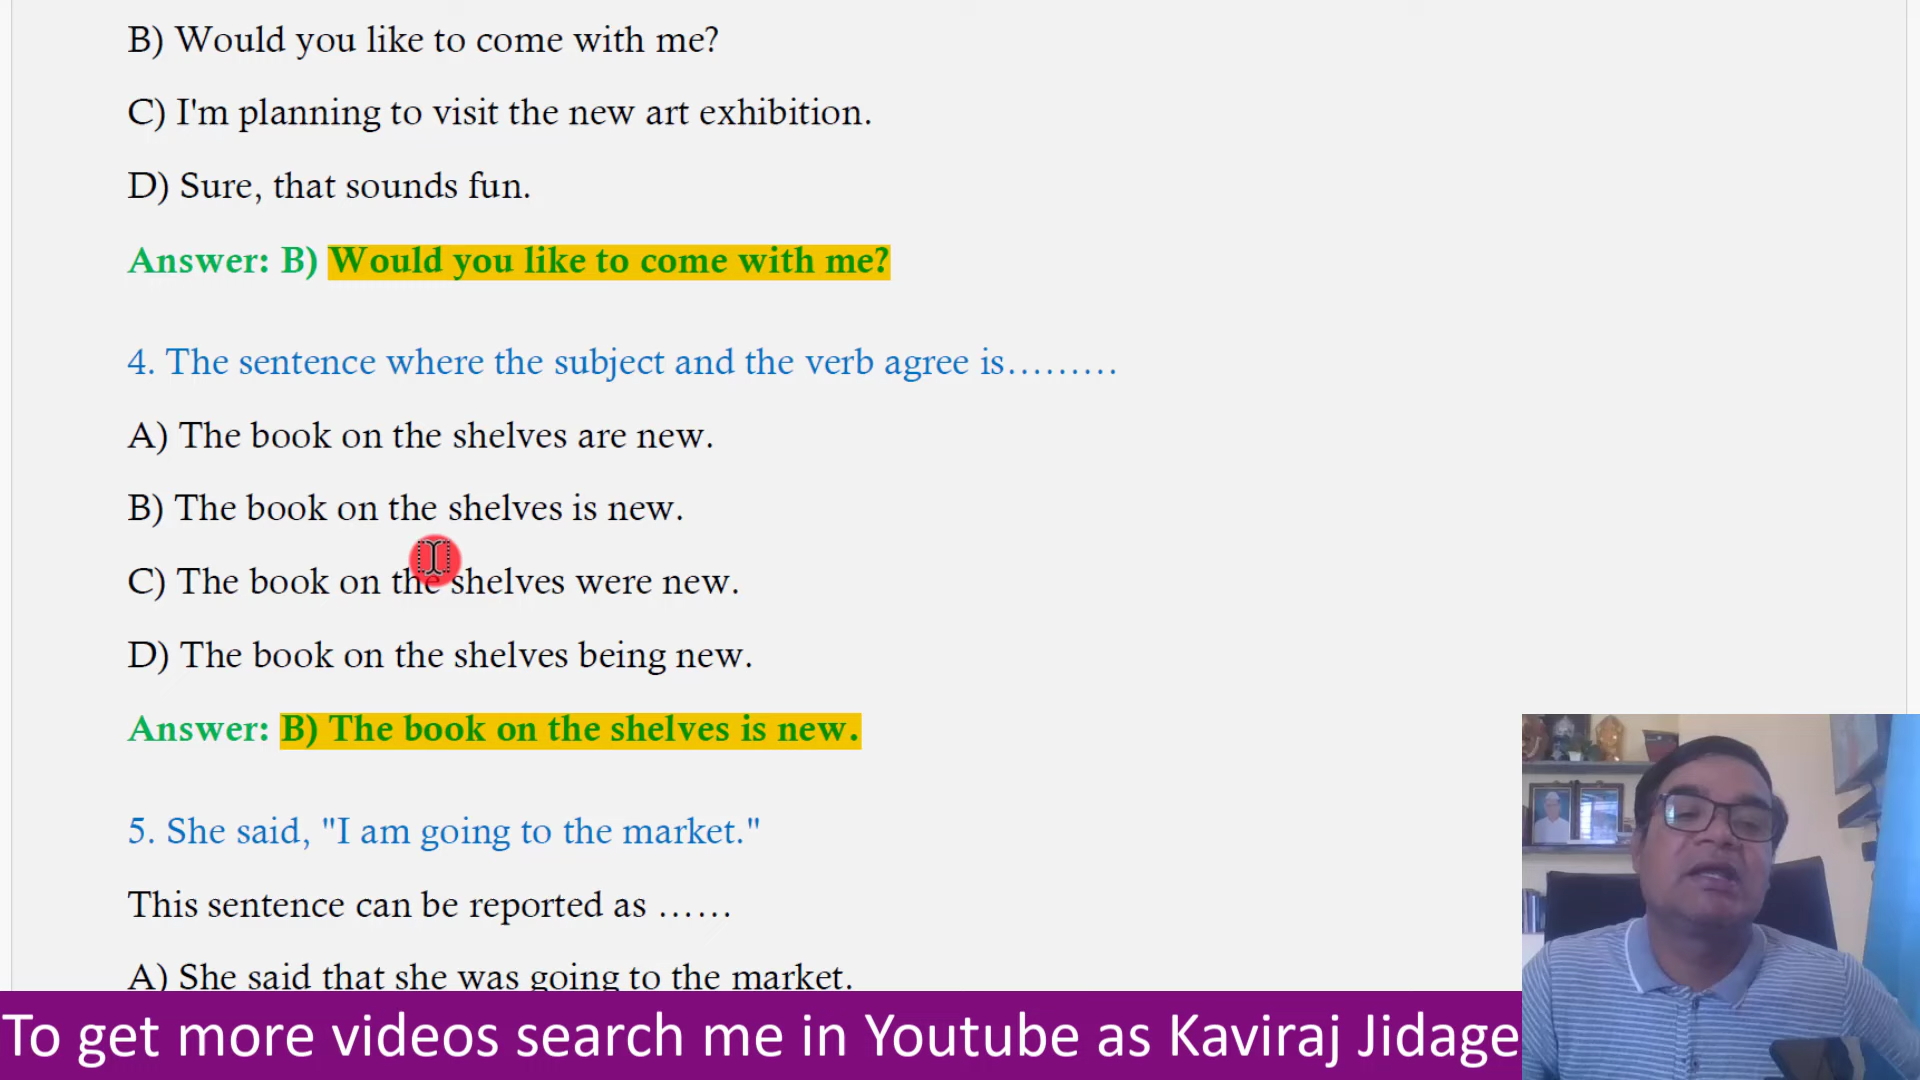 B) Would you like to come with me?
C) I'm planning to visit the new art exhibition.
D) Sure, that sounds fun.
Answer: B) Would you like to come with me?
4. The sentence where the subject and the verb agree is.........
A) The book on the shelves are new.
B) The book on the shelves is new.
C) The book on the shelves were new.
D) The book on the shelves being new.
Answer: B) The book on the shelves is new.
5. She said, "I am going to the market."
This sentence can be reported as ......
A) She said that she was going to the market.
To get more videos search me in Youtube as Kaviraj Jidage